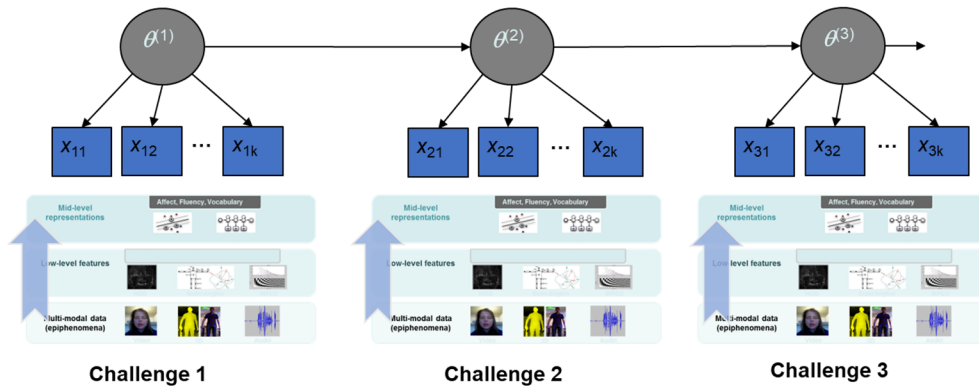 θ(1)
θ(2)
θ(3)
x11
x12
...
x1k
x21
x22
...
x2k
x31
x32
...
x3k
Mid-level
representations
Affect, Fluency, Vocabulary
Low-level features
Multi-modal data
(epiphenomena)
Mid-level
representations
Affect, Fluency, Vocabulary
Low-level features
Multi-modal data
(epiphenomena)
Mid-level
representations
Affect, Fluency, Vocabulary
Low-level features
Multi-modal data
(epiphenomena)
Challenge 1
Challenge 2
Challenge 3